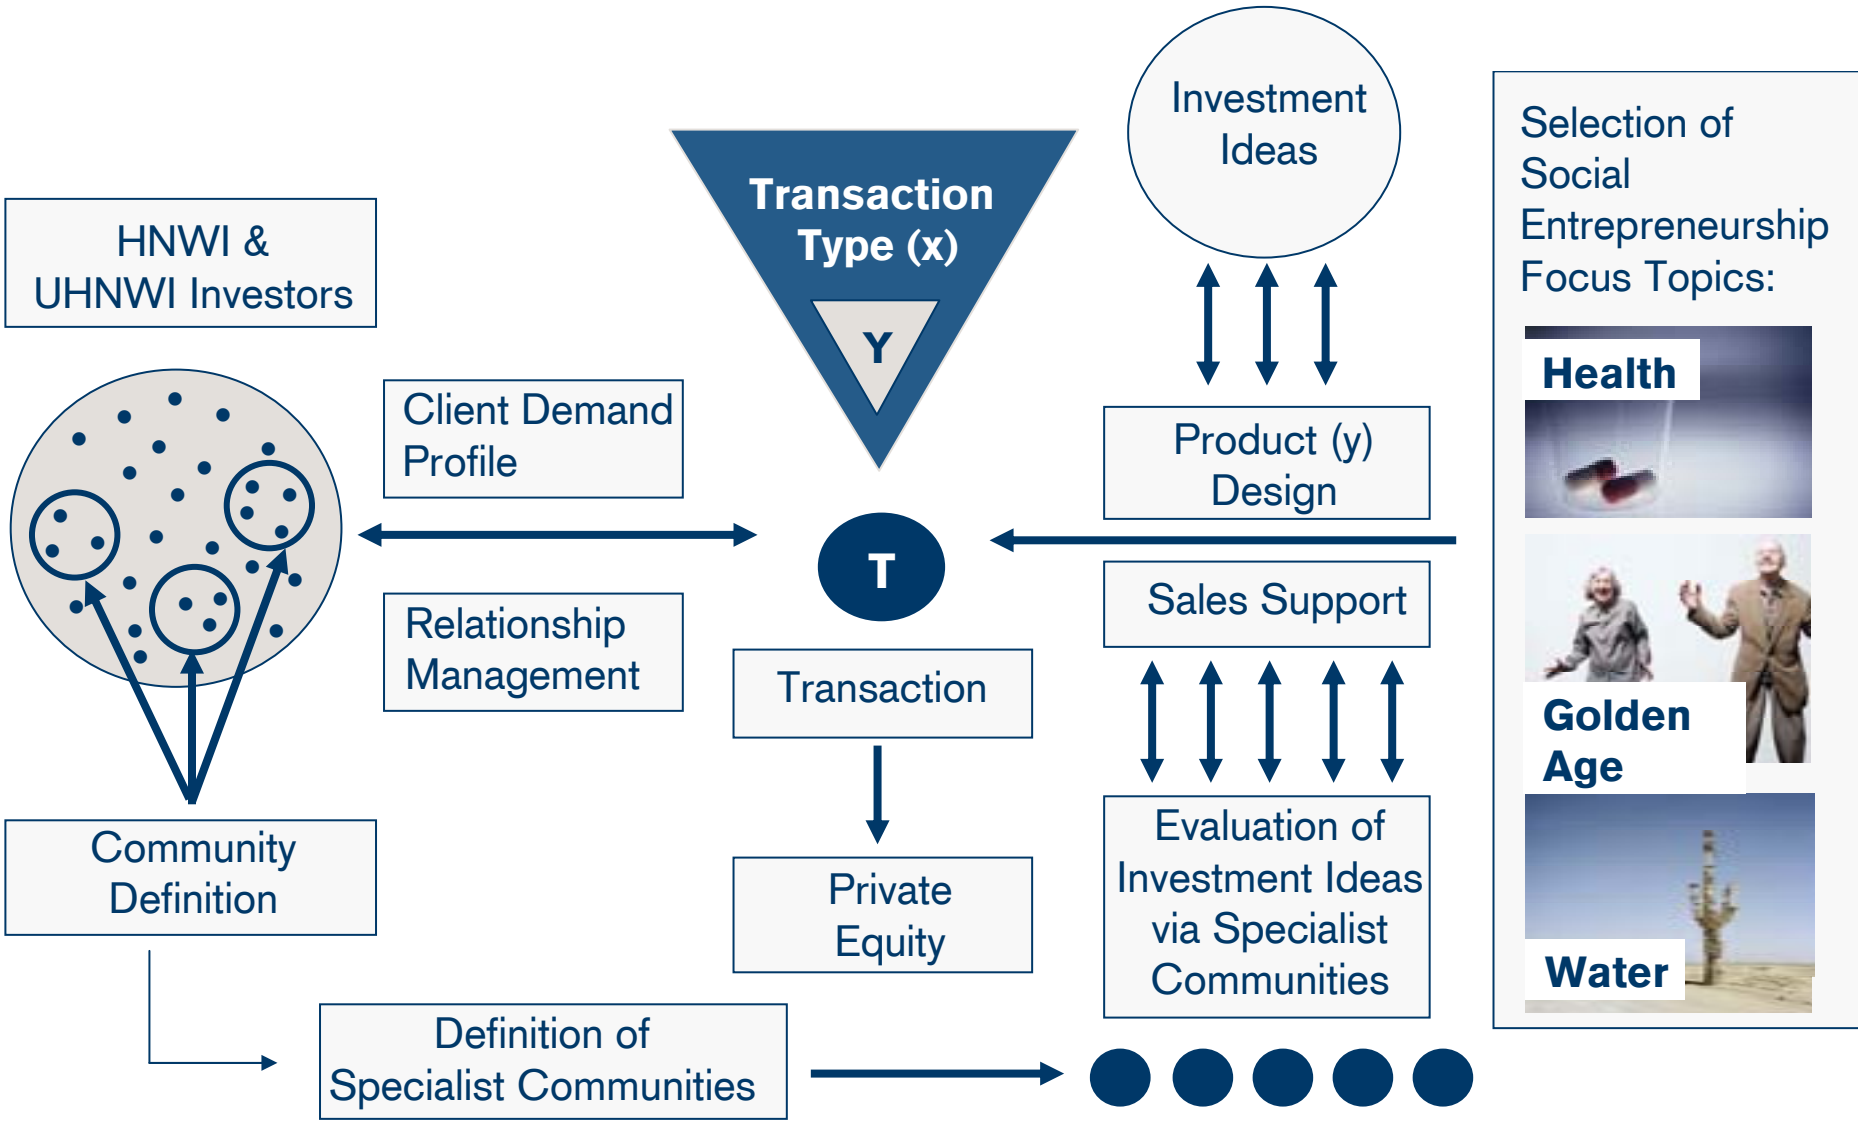 HNWI &
UHNWI Investors
Client Demand
Profile
Relationship
Management
Community
Definition
Definition of
Specialist Communities
Transaction
Type (x)
Y
T
Transaction
Private
Equity
Investment
Ideas
Product (y)
Design
Sales Support
Evaluation of
Investment Ideas
via Specialist
Communities
Selection of
Social
Entrepreneurship
Focus Topics:
Health
Golden
Age
Water